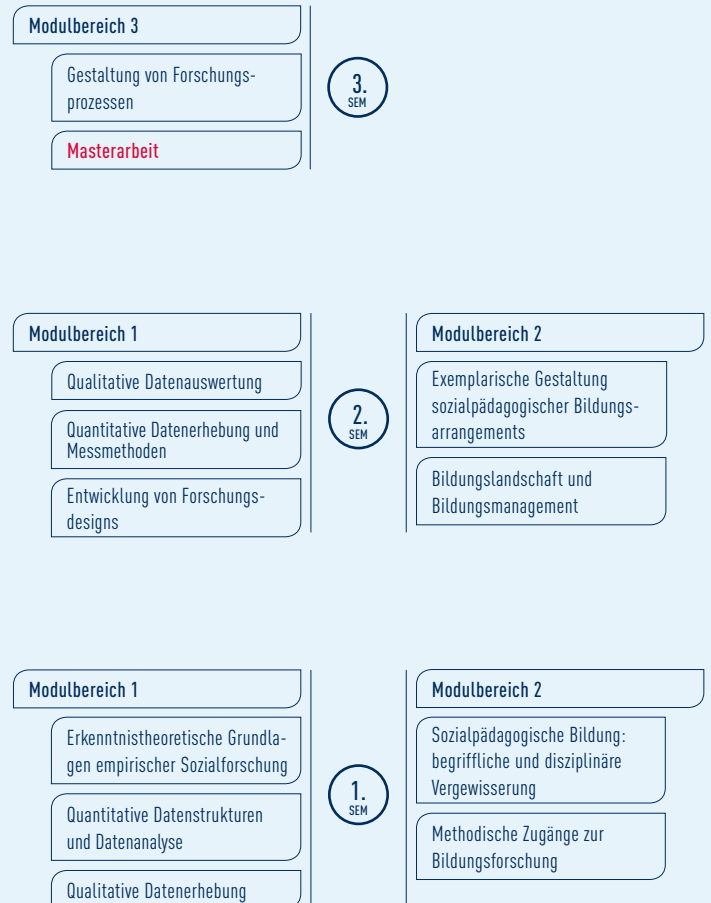 Modulbereich 3
Gestaltung von Forschungs-
prozessen
Masterarbeit
3.
SEM
Modulbereich 1
Qualitative Datenauswertung
Quantitative Datenerhebung und
Messmethoden
Entwicklung von Forschungs-
designs
2.
SEM
Modulbereich 2
Exemplarische Gestaltung
sozialpädagogischer Bildungs-
arrangements
Bildungslandschaft und
Bildungsmanagement
Modulbereich 1
Erkenntnistheoretische Grundla-
gen empirischer Sozialforschung
Quantitative Datenstrukturen
und Datenanalyse
Qualitative Datenerhebung
1.
SEM
Modulbereich 2
Sozialpädagogische Bildung:
begriffliche und disziplinäre
Vergewisserung
Methodische Zugänge zur
Bildungsforschung